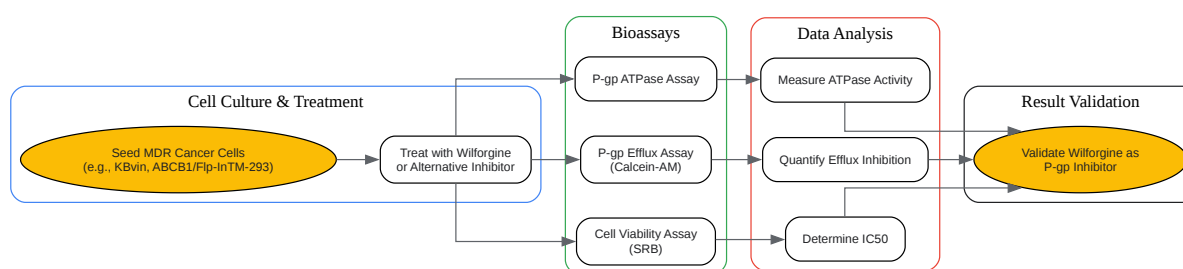 Cell Culture & Treatment
Seed MDR Cancer Cells
(e.g., KBvin, ABCB1/Flp-InTM-293)
Treat with Wilforgine
or Alternative Inhibitor
Bioassays
P-gp ATPase Assay
P-gp Efflux Assay
(Calcein-AM)
Cell Viability Assay
(SRB)
Data Analysis
Measure ATPase Activity
Quantify Efflux Inhibition
Determine IC50
Result Validation
Validate Wilforgine as
P-gp Inhibitor